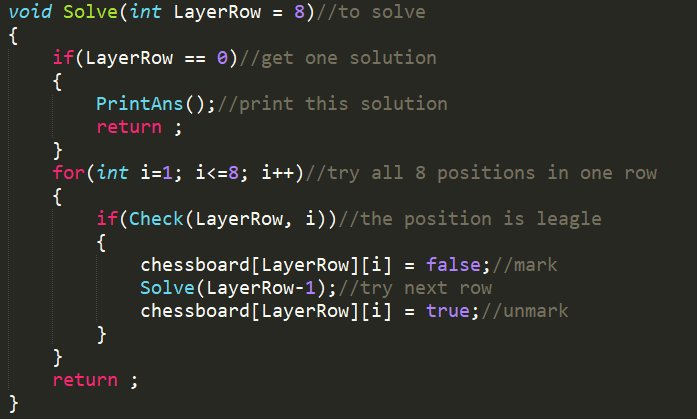 void Solve(int LayerRow = 8)//to solve
{
    if(LayerRow == 0)//get one solution
    {
        PrintAns();//print this solution
        return ;
    }
    for(int i=1; i<=8; i++)//try all 8 positions in one row
    {
        if(Check(LayerRow, i))//the position is leagle
        {
            chessboard[LayerRow][i] = false;//mark
            Solve(LayerRow-1);//try next row
            chessboard[LayerRow][i] = true;//unmark
        }
    }
    return ;
}